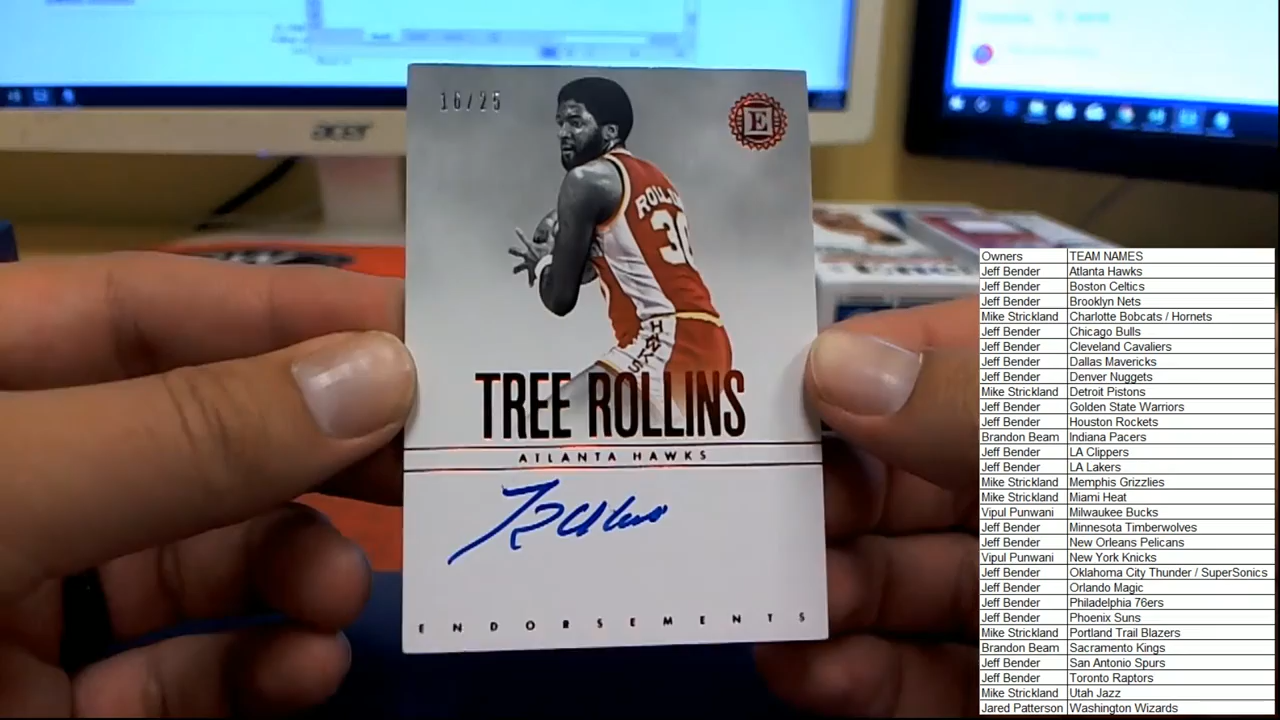 acer
16/25
E
ROLLINS
30
HAWKS
TREE ROLLINS
ATLANTA HAWKS
Rollins
ENDORSEMENTS
Owners TEAM NAMES
Jeff Bender Atlanta Hawks
Jeff Bender Boston Celtics
Jeff Bender Brooklyn Nets
Mike Strickland Charlotte Bobcats / Hornets
Jeff Bender Chicago Bulls
Jeff Bender Cleveland Cavaliers
Jeff Bender Dallas Mavericks
Jeff Bender Denver Nuggets
Mike Strickland Detroit Pistons
Jeff Bender Golden State Warriors
Jeff Bender Houston Rockets
Brandon Beam Indiana Pacers
Jeff Bender LA Clippers
Jeff Bender LA Lakers
Mike Strickland Memphis Grizzlies
Mike Strickland Miami Heat
Vipul Punwani Milwaukee Bucks
Jeff Bender Minnesota Timberwolves
Jeff Bender New Orleans Pelicans
Vipul Punwani New York Knicks
Jeff Bender Oklahoma City Thunder / SuperSonics
Jeff Bender Orlando Magic
Jeff Bender Philadelphia 76ers
Jeff Bender Phoenix Suns
Mike Strickland Portland Trail Blazers
Brandon Beam Sacramento Kings
Jeff Bender San Antonio Spurs
Jeff Bender Toronto Raptors
Mike Strickland Utah Jazz
Jared Patterson Washington Wizards